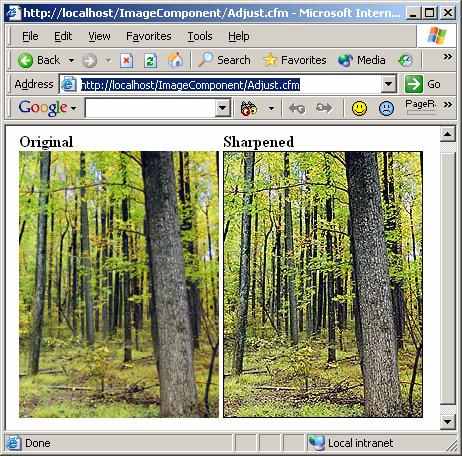 http://localhost/ImageComponent/Adjust.cfm - Microsoft Intern...
File Edit View Favorites Tools Help
Back Search Favorites Media
Address http://localhost/ImageComponent/Adjust.cfm Go
Google PageR
Original Sharpened
Done Local intranet